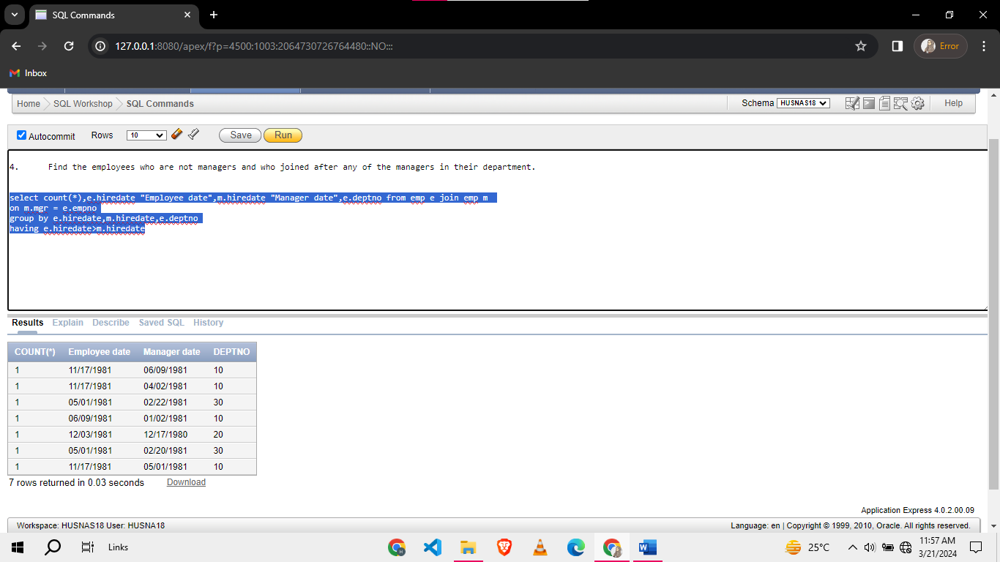 SQL Commands
127.0.0.1:8080/apex/f?p=4500:1003:2064730726764480::NO:::
Error
Inbox
Home SQL Workshop SQL Commands
Schema HUSNAS18 Help
Autocommit Rows 10 Save Run
4. Find the employees who are not managers and who joined after any of the managers in their department.
select count(*),e.hiredate "Employee date",m.hiredate "Manager date",e.deptno from emp e join emp m
on m.mgr = e.empno
group by e.hiredate,m.hiredate,e.deptno
having e.hiredate>m.hiredate
Results Explain Describe Saved SQL History
COUNT(*) Employee date Manager date DEPTNO
1 11/17/1981 06/09/1981 10
1 11/17/1981 04/02/1981 10
1 05/01/1981 02/22/1981 30
1 06/09/1981 01/02/1981 10
1 12/03/1981 12/17/1980 20
1 05/01/1981 02/20/1981 30
1 11/17/1981 05/01/1981 10
7 rows returned in 0.03 seconds Download
Application Express 4.0.2.00.09
Workspace: HUSNAS18 User: HUSNA18
Language: en | Copyright © 1999, 2010, Oracle. All rights reserved.
Links
25°C
11:57 AM
3/21/2024